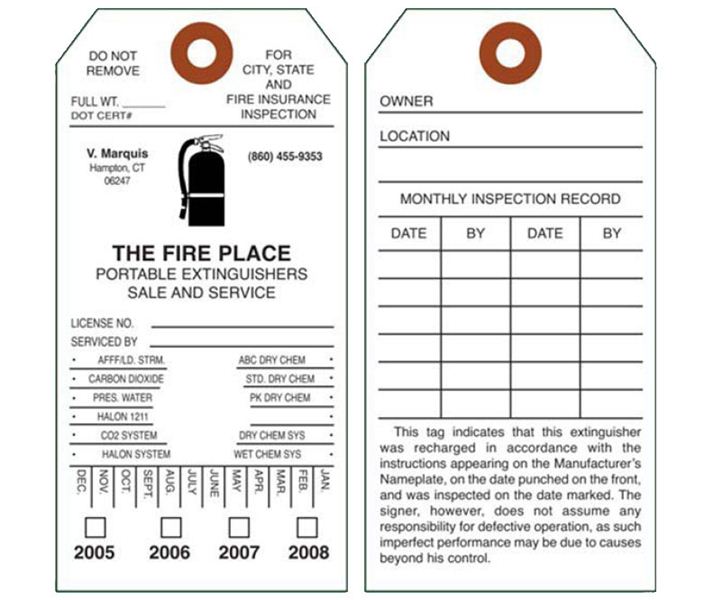 DO NOT
REMOVE
FOR
CITY, STATE
AND
FIRE INSURANCE
INSPECTION
FULL WT. ______
DOT CERT#
V. Marquis
Hampton, CT
06247
(860) 455-9353
THE FIRE PLACE
PORTABLE EXTINGUISHERS
SALE AND SERVICE
LICENSE NO.
SERVICED BY
• AFFF/LD. STRM. ABC DRY CHEM •
• CARBON DIOXIDE STD. DRY CHEM •
• PRES. WATER PK DRY CHEM •
• HALON 1211 •
• CO2 SYSTEM DRY CHEM SYS •
• HALON SYSTEM WET CHEM SYS •
DEC. NOV. OCT. SEPT. AUG. JULY JUNE MAY APR. MAR. FEB. JAN.
2005 2006 2007 2008
OWNER
LOCATION
MONTHLY INSPECTION RECORD
DATE BY DATE BY
This tag indicates that this extinguisher
was recharged in accordance with the
instructions appearing on the Manufacturer's
Nameplate, on the date punched on the front,
and was inspected on the date marked. The
signer, however, does not assume any
responsibility for defective operation, as such
imperfect performance may be due to causes
beyond his control.